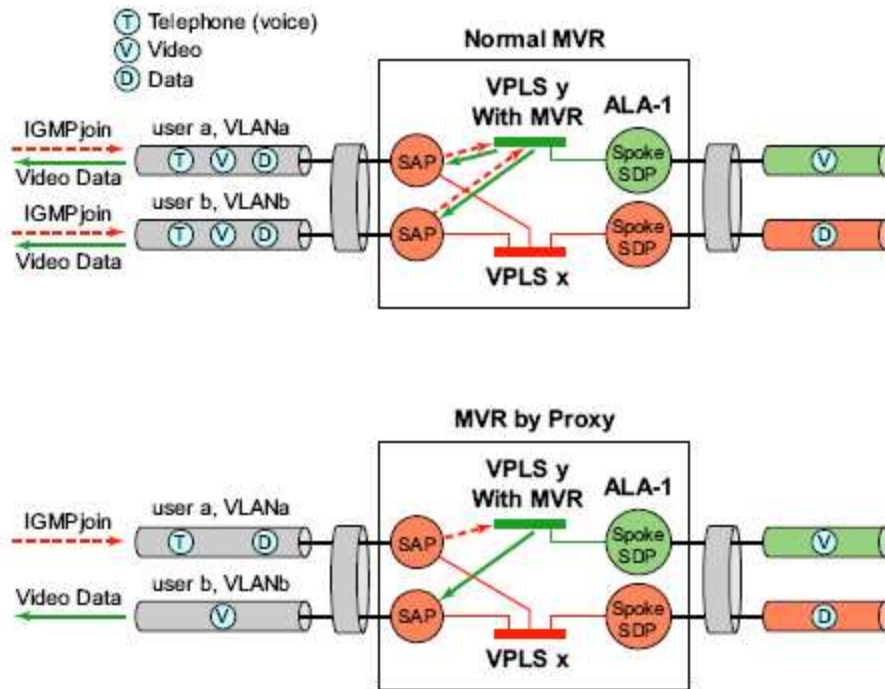 T Telephone (voice)
V Video
D Data
Normal MVR
VPLS y
With MVR
ALA-1
IGMPjoin
user a, VLANa
T V D
SAP
Spoke
SDP
V
Video Data
IGMPjoin
user b, VLANb
T V D
SAP
Spoke
SDP
D
Video Data
VPLS x
MVR by Proxy
VPLS y
With MVR
ALA-1
IGMPjoin
user a, VLANa
T D
SAP
Spoke
SDP
V
Video Data
user b, VLANb
V
SAP
Spoke
SDP
D
VPLS x